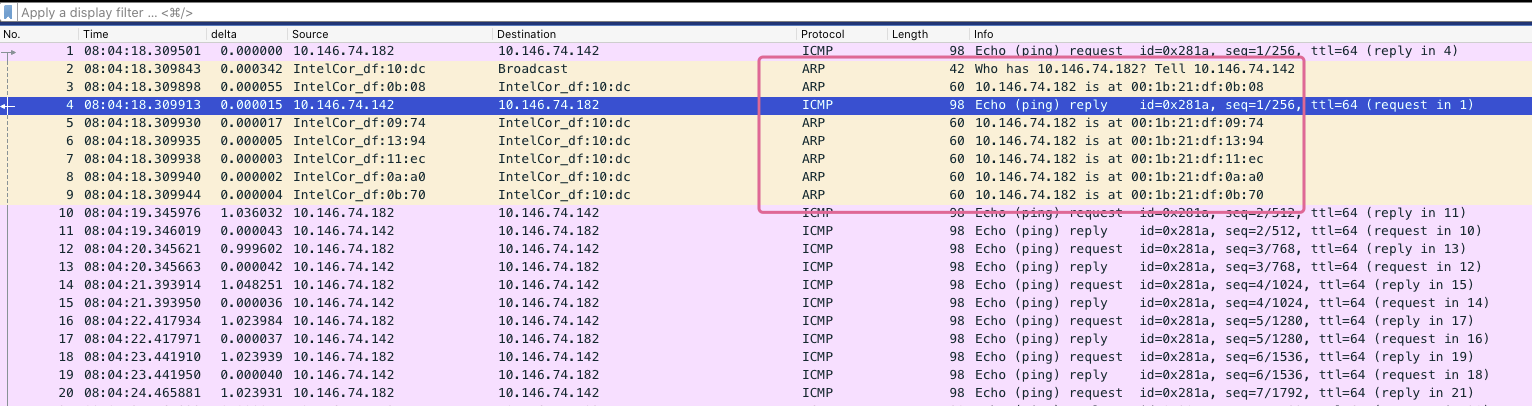 Apply a display filter ... <⌘/>
No. Time delta Source Destination Protocol Length Info
1 08:04:18.309501 0.000000 10.146.74.182 10.146.74.142 ICMP 98 Echo (ping) request id=0x281a, seq=1/256, ttl=64 (reply in 4)
2 08:04:18.309843 0.000342 IntelCor_df:10:dc Broadcast ARP 42 Who has 10.146.74.182? Tell 10.146.74.142
3 08:04:18.309898 0.000055 IntelCor_df:0b:08 IntelCor_df:10:dc ARP 60 10.146.74.182 is at 00:1b:21:df:0b:08
4 08:04:18.309913 0.000015 10.146.74.142 10.146.74.182 ICMP 98 Echo (ping) reply id=0x281a, seq=1/256, ttl=64 (request in 1)
5 08:04:18.309930 0.000017 IntelCor_df:09:74 IntelCor_df:10:dc ARP 60 10.146.74.182 is at 00:1b:21:df:09:74
6 08:04:18.309935 0.000005 IntelCor_df:13:94 IntelCor_df:10:dc ARP 60 10.146.74.182 is at 00:1b:21:df:13:94
7 08:04:18.309938 0.000003 IntelCor_df:11:ec IntelCor_df:10:dc ARP 60 10.146.74.182 is at 00:1b:21:df:11:ec
8 08:04:18.309940 0.000002 IntelCor_df:0a:a0 IntelCor_df:10:dc ARP 60 10.146.74.182 is at 00:1b:21:df:0a:a0
9 08:04:18.309944 0.000004 IntelCor_df:0b:70 IntelCor_df:10:dc ARP 60 10.146.74.182 is at 00:1b:21:df:0b:70
10 08:04:19.345976 1.036032 10.146.74.182 10.146.74.142 ICMP 98 Echo (ping) request id=0x281a, seq=2/512, ttl=64 (reply in 11)
11 08:04:19.346019 0.000043 10.146.74.142 10.146.74.182 ICMP 98 Echo (ping) reply id=0x281a, seq=2/512, ttl=64 (request in 10)
12 08:04:20.345621 0.999602 10.146.74.182 10.146.74.142 ICMP 98 Echo (ping) request id=0x281a, seq=3/768, ttl=64 (reply in 13)
13 08:04:20.345663 0.000042 10.146.74.142 10.146.74.182 ICMP 98 Echo (ping) reply id=0x281a, seq=3/768, ttl=64 (request in 12)
14 08:04:21.393914 1.048251 10.146.74.182 10.146.74.142 ICMP 98 Echo (ping) request id=0x281a, seq=4/1024, ttl=64 (reply in 15)
15 08:04:21.393950 0.000036 10.146.74.142 10.146.74.182 ICMP 98 Echo (ping) reply id=0x281a, seq=4/1024, ttl=64 (request in 14)
16 08:04:22.417934 1.023984 10.146.74.182 10.146.74.142 ICMP 98 Echo (ping) request id=0x281a, seq=5/1280, ttl=64 (reply in 17)
17 08:04:22.417971 0.000037 10.146.74.142 10.146.74.182 ICMP 98 Echo (ping) reply id=0x281a, seq=5/1280, ttl=64 (request in 16)
18 08:04:23.441910 1.023939 10.146.74.182 10.146.74.142 ICMP 98 Echo (ping) request id=0x281a, seq=6/1536, ttl=64 (reply in 19)
19 08:04:23.441950 0.000040 10.146.74.142 10.146.74.182 ICMP 98 Echo (ping) reply id=0x281a, seq=6/1536, ttl=64 (request in 18)
20 08:04:24.465881 1.023931 10.146.74.182 10.146.74.142 ICMP 98 Echo (ping) request id=0x281a, seq=7/1792, ttl=64 (reply in 21)